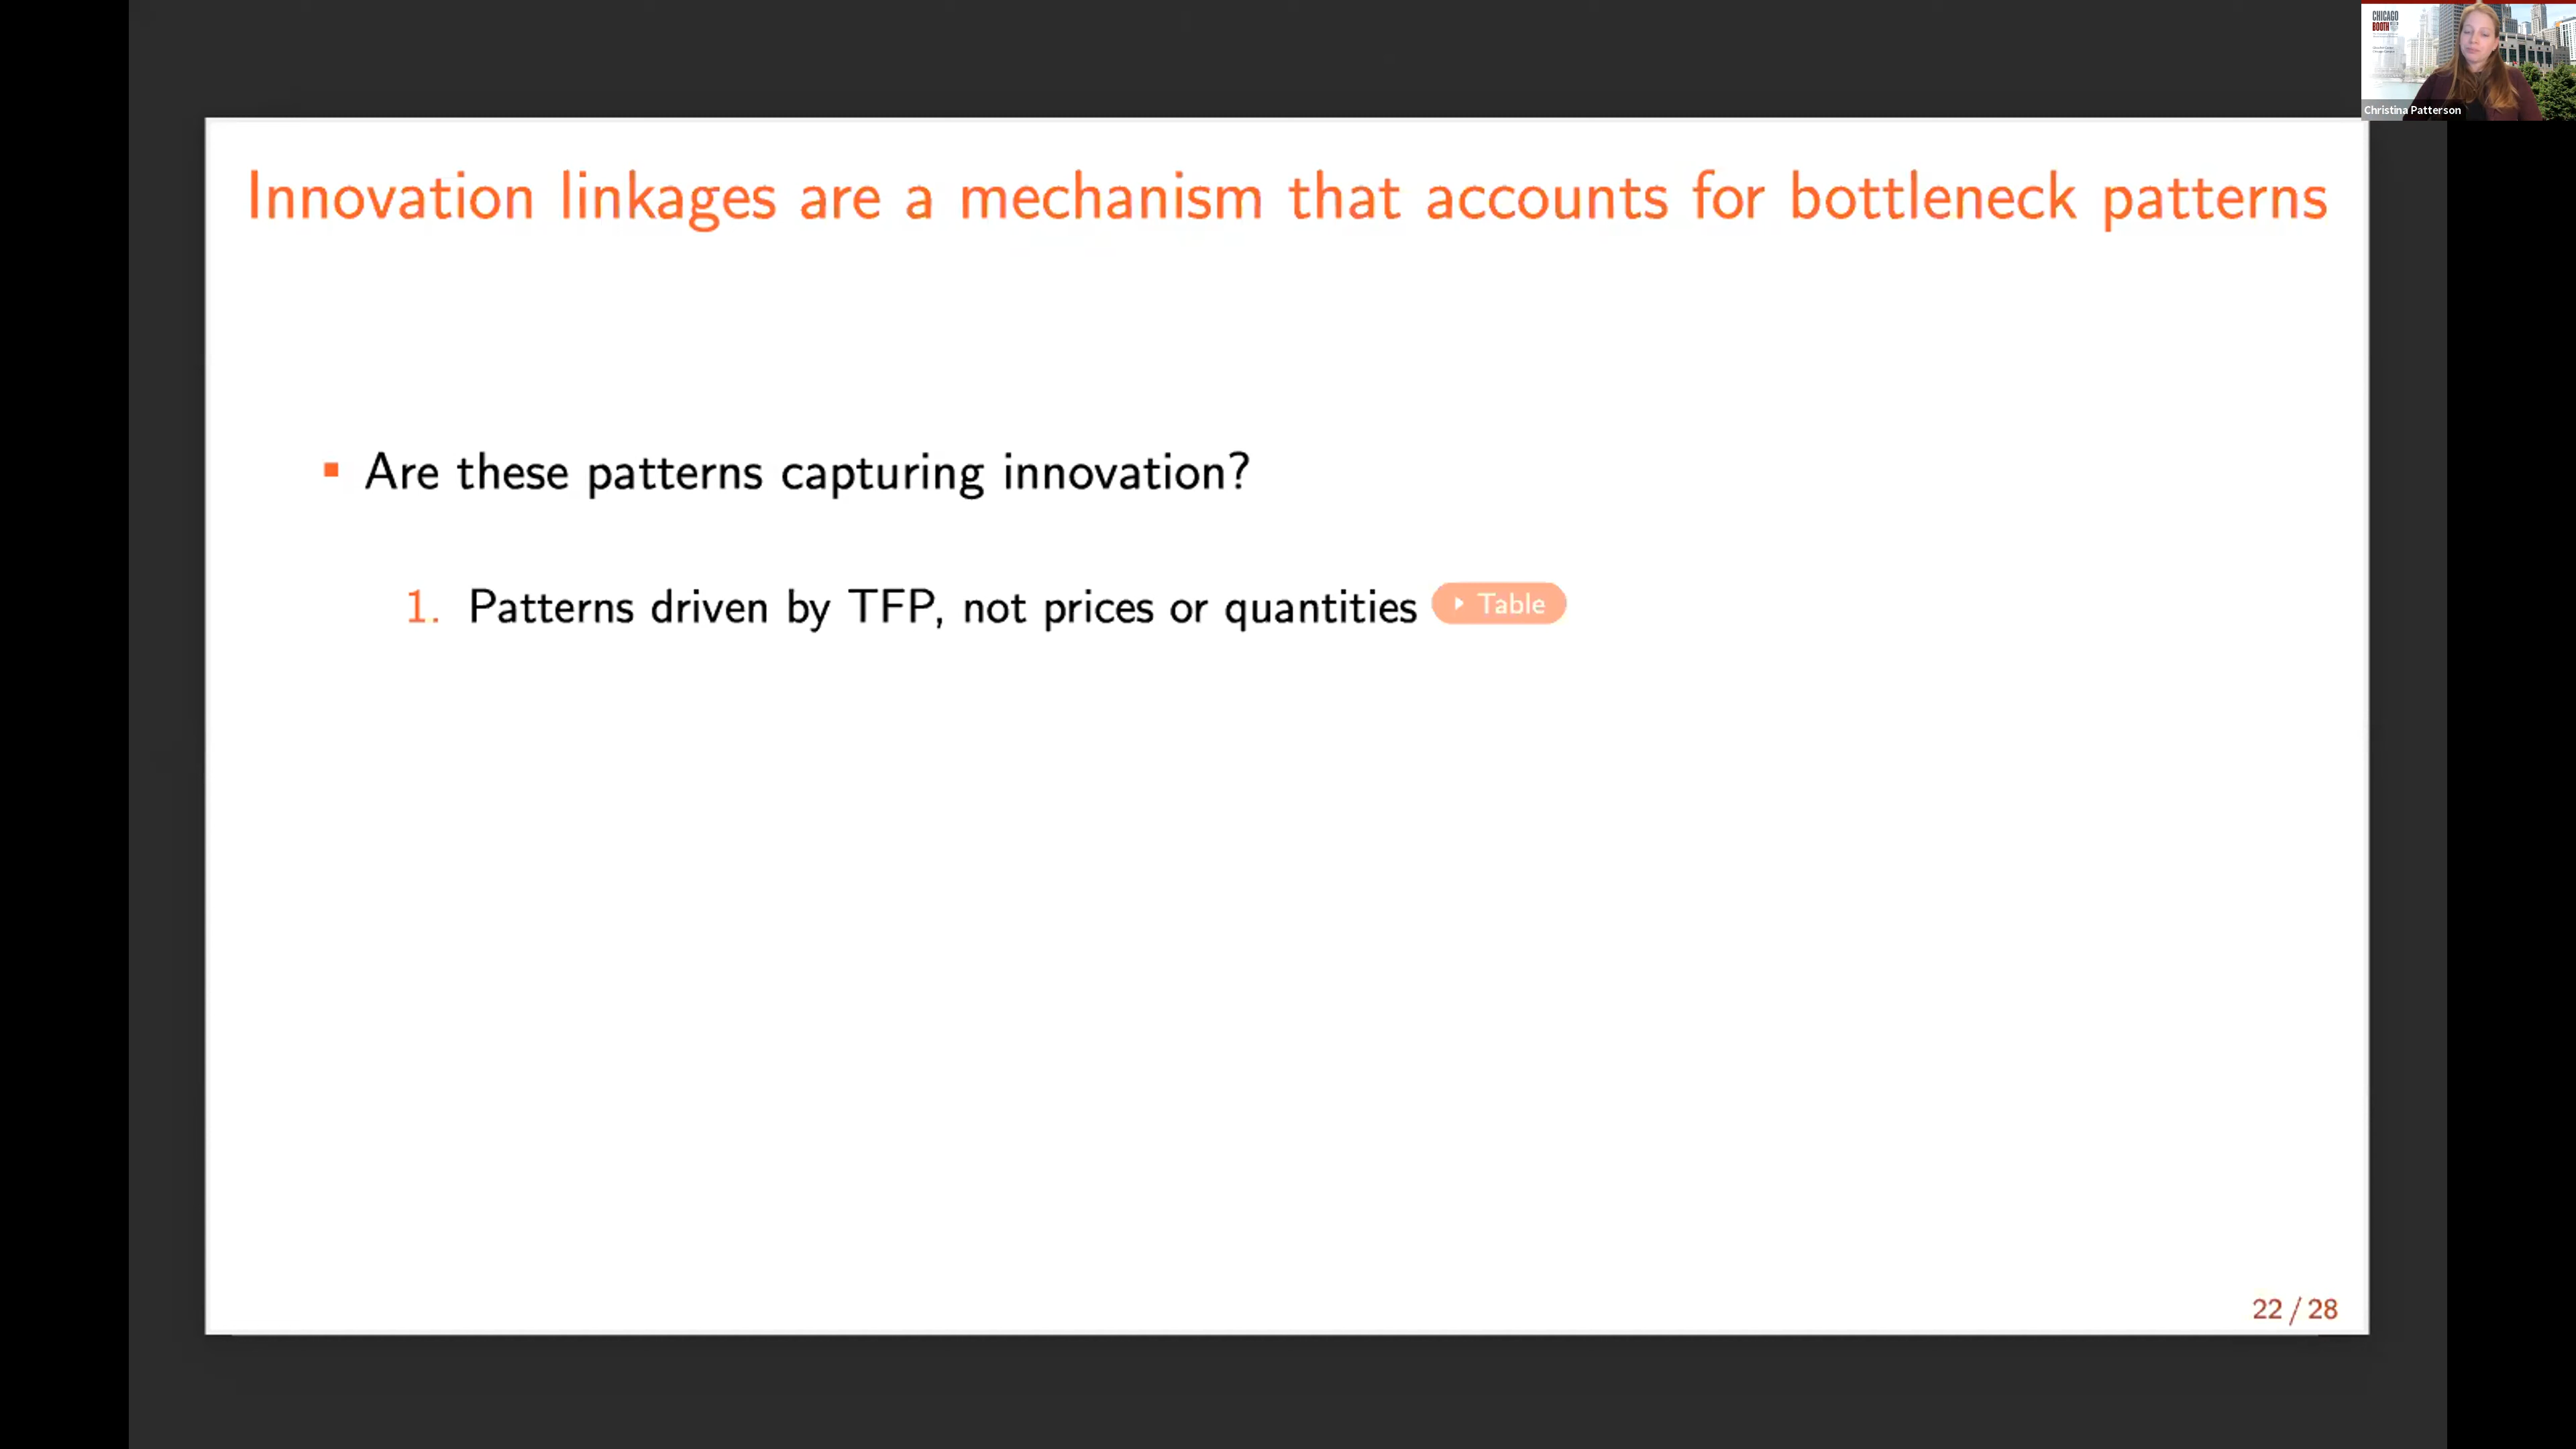 CHICAGO
BOOTH
Christina Patterson
Innovation linkages are a mechanism that accounts for bottleneck patterns
Are these patterns capturing innovation?
1. Patterns driven by TFP, not prices or quantities
Table
22 / 28